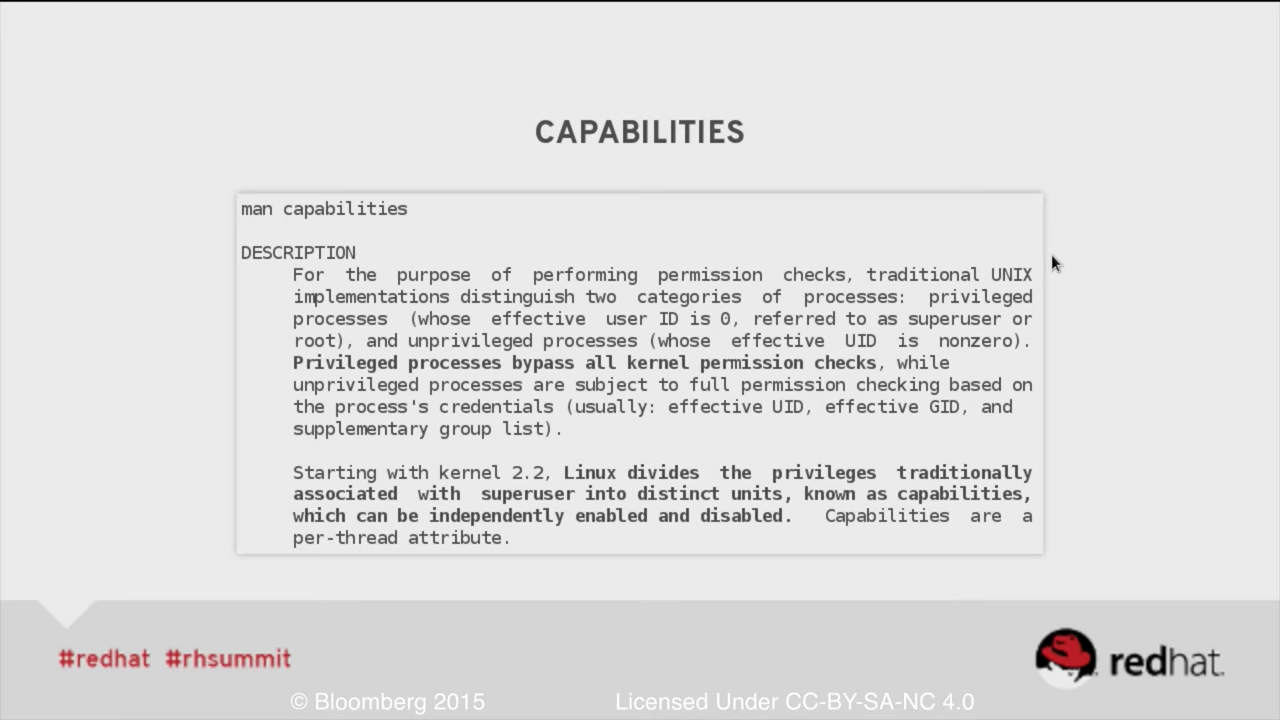 CAPABILITIES
man capabilities
DESCRIPTION
For the purpose of performing permission checks, traditional UNIX
implementations distinguish two categories of processes: privileged
processes (whose effective user ID is 0, referred to as superuser or
root), and unprivileged processes (whose effective UID is nonzero).
Privileged processes bypass all kernel permission checks, while
unprivileged processes are subject to full permission checking based on
the process's credentials (usually: effective UID, effective GID, and
supplementary group list).
Starting with kernel 2.2, Linux divides the privileges traditionally
associated with superuser into distinct units, known as capabilities,
which can be independently enabled and disabled. Capabilities are a
per-thread attribute.
#redhat #rhsummit
redhat.
© Bloomberg 2015
Licensed Under CC-BY-SA-NC 4.0